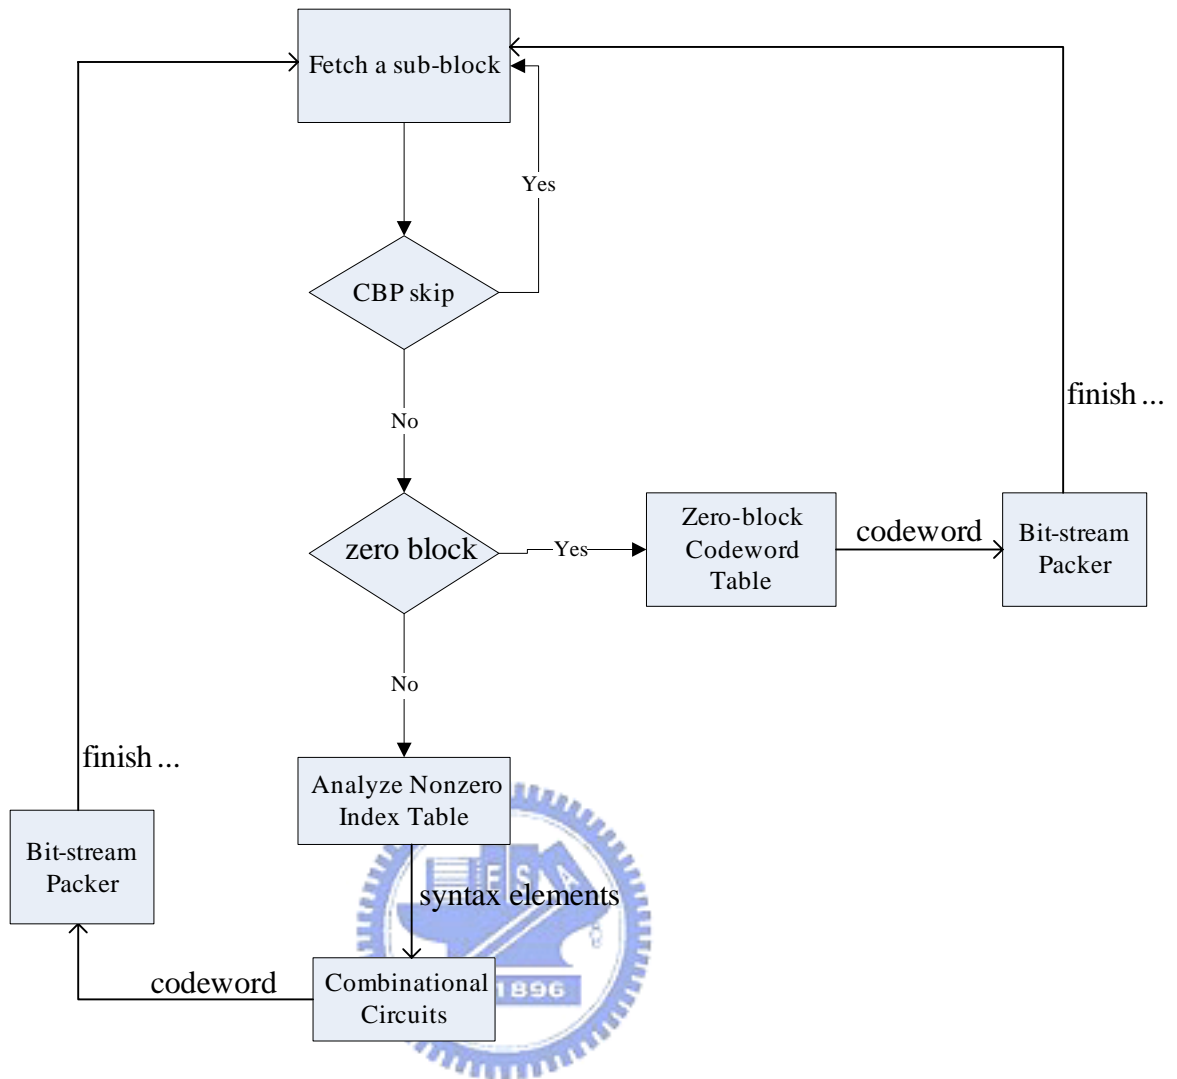 Fetch a sub-block
Yes
CBP skip
finish ...
No
zero block
Yes
Zero-block
Codeword
Table
codeword
Bit-stream
Packer
No
finish ...
Analyze Nonzero
Index Table
Bit-stream
Packer
E S A
syntax elements
codeword
Combinational
Circuits
1896